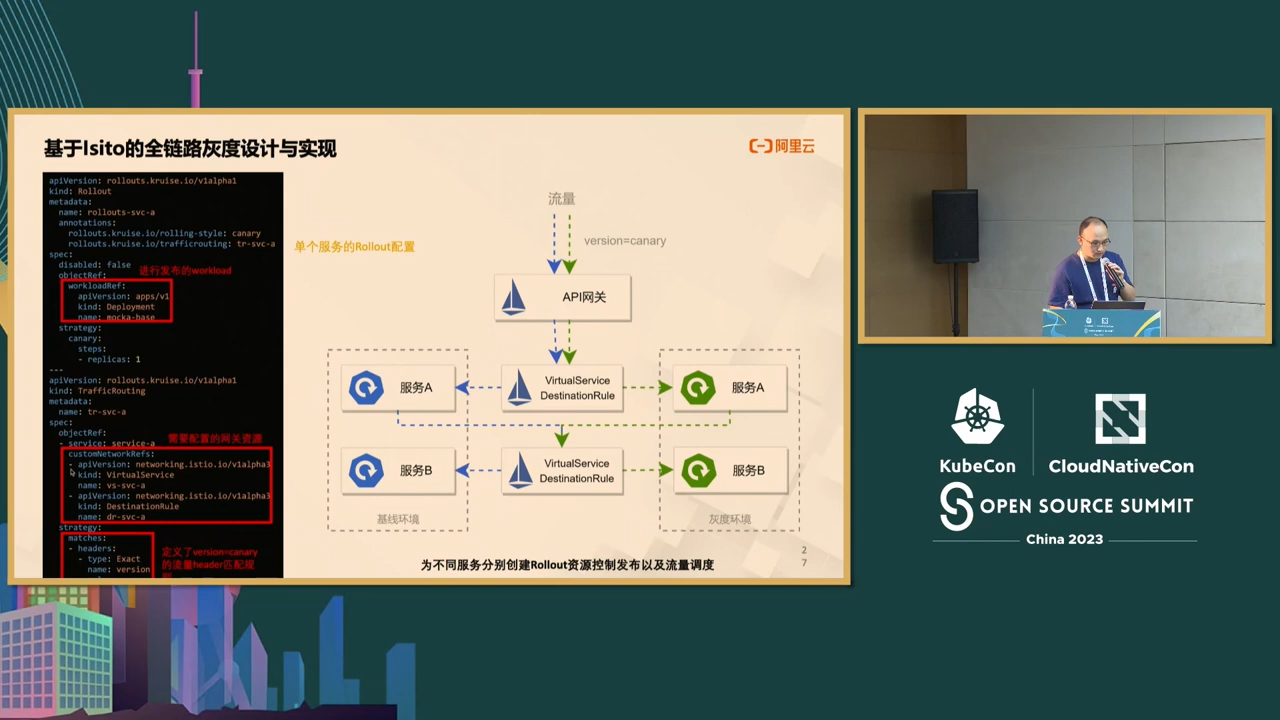 基于Isito的全链路灰度设计与实现
阿里云
apiVersion: rollouts.kruise.io/v1alpha1
kind: Rollout
metadata:
name: rollouts-svc-a
annotations:
rollouts.kruise.io/rolling-style: canary
rollouts.kruise.io/trafficrouting: tr-svc-a
spec:
disabled: false
objectRef:
进行发布的workload
workloadRef:
apiVersion: apps/v1
kind: Deployment
name: mocka-base
strategy:
canary:
steps:
- replicas: 1
---
apiVersion: rollouts.kruise.io/v1alpha1
kind: TrafficRouting
metadata:
name: tr-svc-a
spec:
objectRef:
- service: service-a
需要配置的网关资源
customNetworkRefs:
- apiVersion: networking.istio.io/v1alpha3
kind: VirtualService
name: vs-svc-a
- apiVersion: networking.istio.io/v1alpha3
kind: DestinationRule
name: dr-svc-a
strategy:
matches:
- headers:
- type: Exact
name: version
定义了version=canary
的流量header匹配规
单个服务的Rollout配置
流量
version=canary
API网关
服务A
VirtualService
DestinationRule
服务A
服务B
VirtualService
DestinationRule
服务B
基线环境
灰度环境
为不同服务分别创建Rollout资源控制发布以及流量调度
2
7
KubeCon
CloudNativeCon
OPEN SOURCE SUMMIT
China 2023